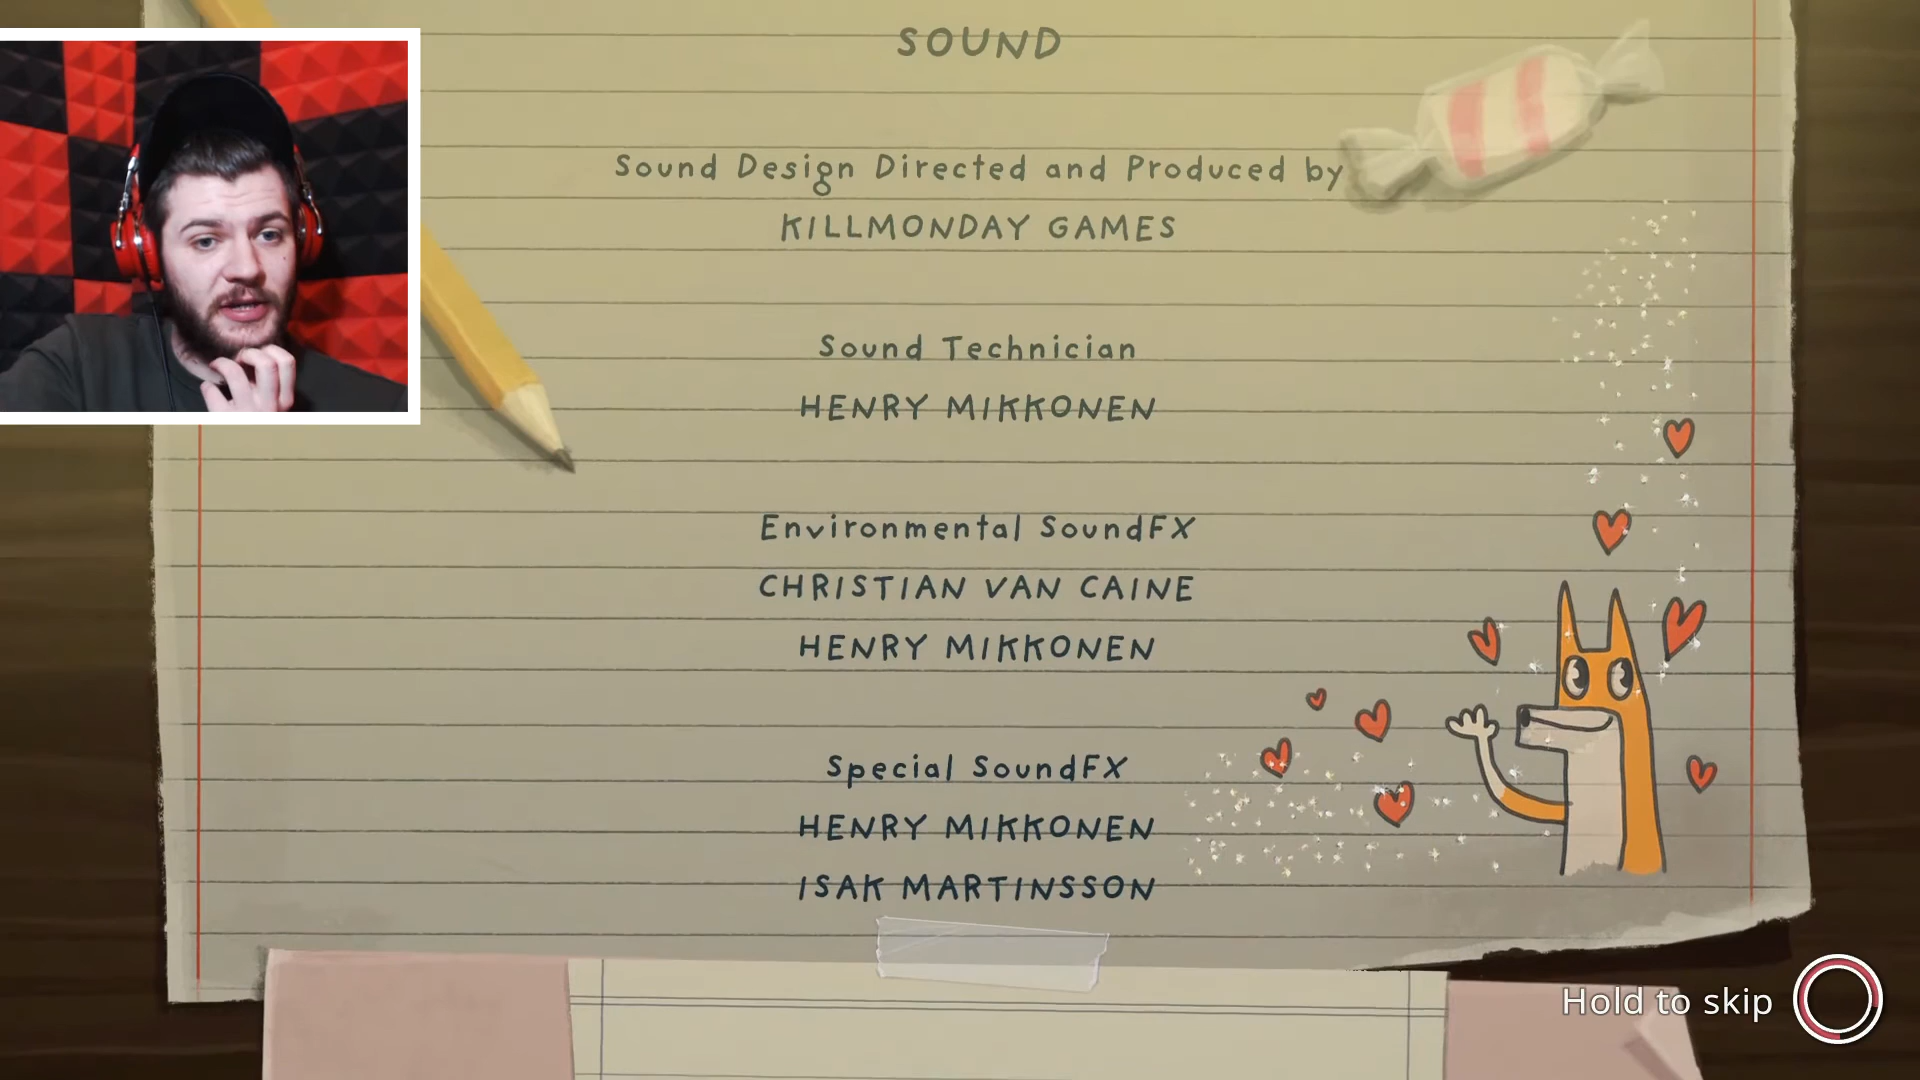 SOUND
Sound Design Directed and Produced by
KILLMONDAY GAMES
Sound Technician
HENRY MIKKONEN
Environmental SoundFX
CHRISTIAN VAN CAINE
HENRY MIKKONEN
Special SoundFX
HENRY MIKKONEN
ISAK MARTINSSON
Hold to skip